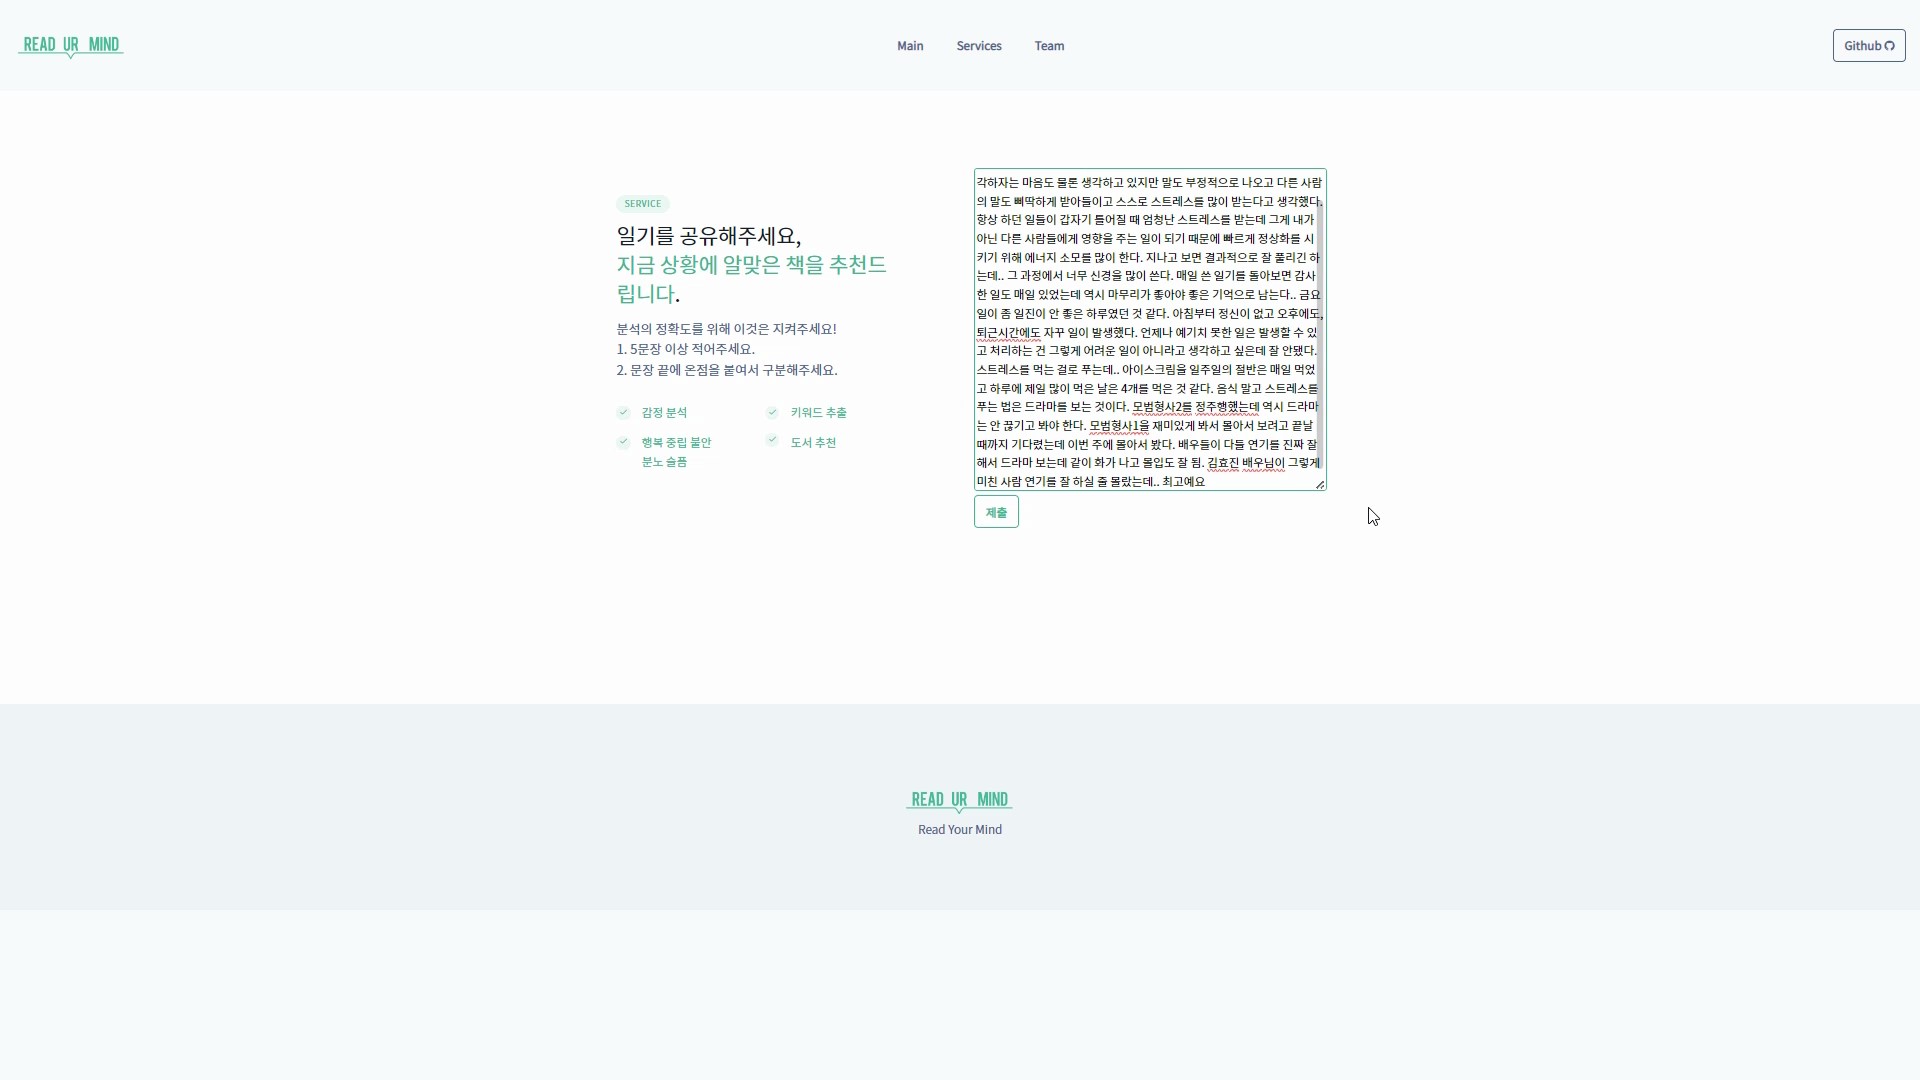 READ UR MIND
Main
Services
Team
Github
SERVICE
일기를 공유해주세요,
지금 상황에 알맞은 책을 추천드
립니다.
분석의 정확도를 위해 이것은 지켜주세요!
1. 5문장 이상 적어주세요.
2. 문장 끝에 온점을 붙여서 구분해주세요.
감정 분석
키워드 추출
행복 중립 불안
분노 슬픔
도서 추천
각하자는 마음도 물론 생각하고 있지만 말도 부정적으로 나오고 다른 사람
의 말도 삐딱하게 받아들이고 스스로 스트레스를 많이 받는다고 생각했다.
항상 하던 일들이 갑자기 틀어질 때 엄청난 스트레스를 받는데 그게 내가
아닌 다른 사람들에게 영향을 주는 일이 되기 때문에 빠르게 정상화를 시
키기 위해 에너지 소모를 많이 한다. 지나고 보면 결과적으로 잘 풀리긴 하
는데.. 그 과정에서 너무 신경을 많이 쓴다. 매일 쓴 일기를 돌아보면 감사
한 일도 매일 있었는데 역시 마무리가 좋아야 좋은 기억으로 남는다.. 금요
일이 좀 일진이 안 좋은 하루였던 것 같다. 아침부터 정신이 없고 오후에도,
퇴근시간에도 자꾸 일이 발생했다. 언제나 예기치 못한 일은 발생할 수 있
고 처리하는 건 그렇게 어려운 일이 아니라고 생각하고 싶은데 잘 안됐다.
스트레스를 먹는 걸로 푸는데.. 아이스크림을 일주일의 절반은 매일 먹었
고 하루에 제일 많이 먹은 날은 4개를 먹은 것 같다. 음식 말고 스트레스를
푸는 법은 드라마를 보는 것이다. 모범형사2를 정주행했는데 역시 드라마
는 안 끊기고 봐야 한다. 모범형사1을 재미있게 봐서 몰아서 보려고 끝날
때까지 기다렸는데 이번 주에 몰아서 봤다. 배우들이 다들 연기를 진짜 잘
해서 드라마 보는데 같이 화가 나고 몰입도 잘 됨. 김효진 배우님이 그렇게
미친 사람 연기를 잘 하실 줄 몰랐는데.. 최고예요
제출
READ UR MIND
Read Your Mind